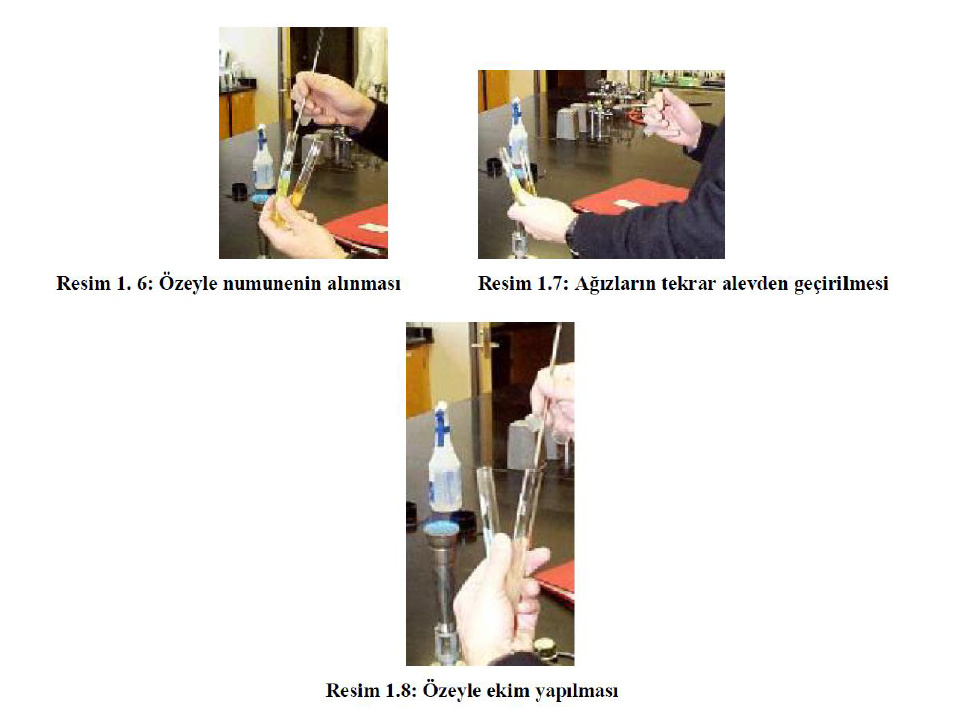 Resim 1. 6: Özeyle numunenin alınması
Resim 1.7: Ağızların tekrar alevden geçirilmesi
Resim 1.8: Özeyle ekim yapılması